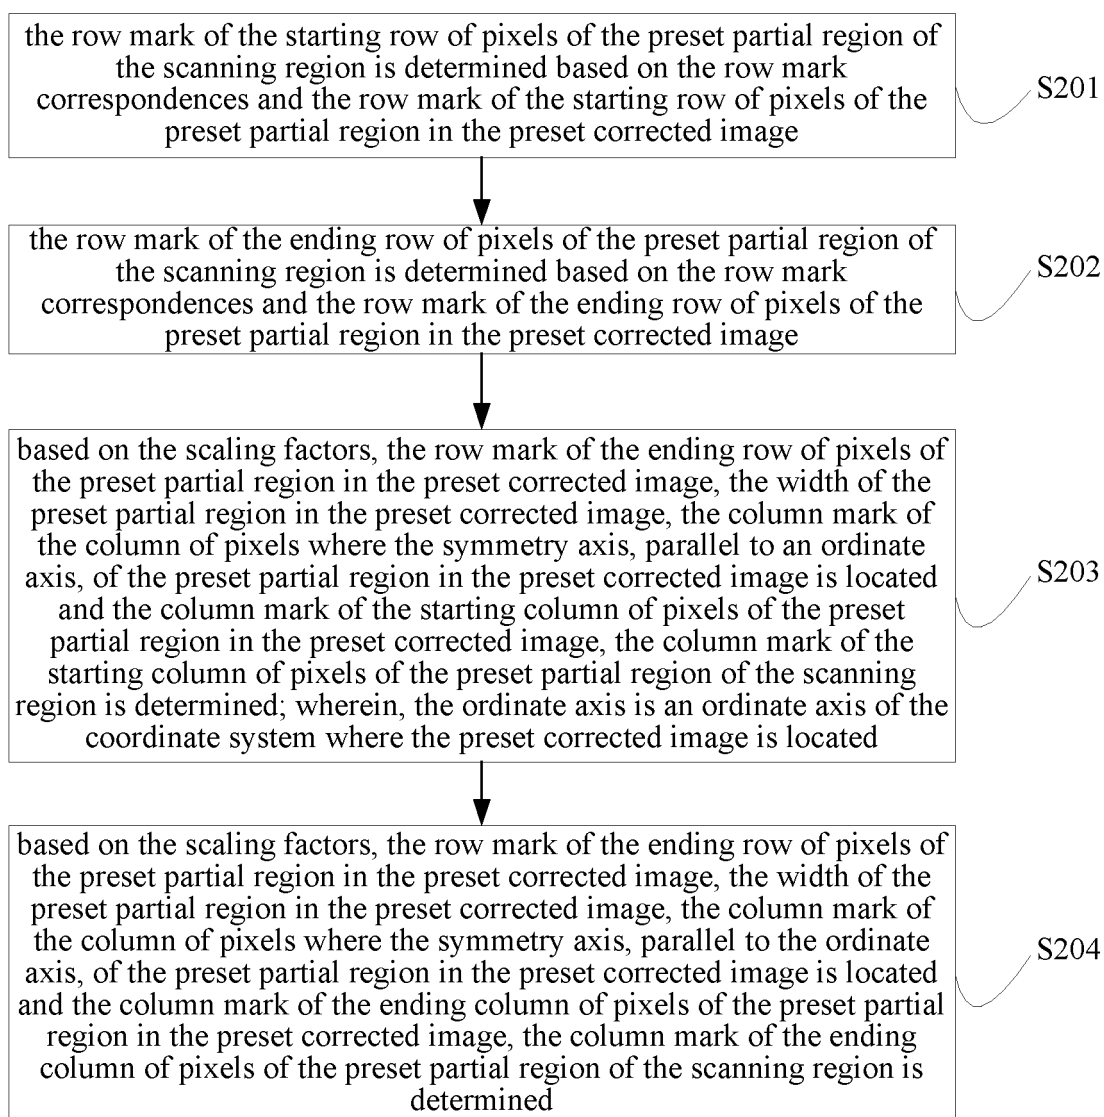 the row mark of the starting row of pixels of the preset partial region of
the scanning region is determined based on the row mark
correspondences and the row mark of the starting row of pixels of the
preset partial region in the preset corrected image
S201
the row mark of the ending row of pixels of the preset partial region of
the scanning region is determined based on the row mark
correspondences and the row mark of the ending row of pixels of the
preset partial region in the preset corrected image
S202
based on the scaling factors, the row mark of the ending row of pixels of
the preset partial region in the preset corrected image, the width of the
preset partial region in the preset corrected image, the column mark of
the column of pixels where the symmetry axis, parallel to an ordinate
axis, of the preset partial region in the preset corrected image is located
and the column mark of the starting column of pixels of the preset
partial region in the preset corrected image, the column mark of the
starting column of pixels of the preset partial region of the scanning
region is determined; wherein, the ordinate axis is an ordinate axis of the
coordinate system where the preset corrected image is located
S203
based on the scaling factors, the row mark of the ending row of pixels of
the preset partial region in the preset corrected image, the width of the
preset partial region in the preset corrected image, the column mark of
the column of pixels where the symmetry axis, parallel to the ordinate
axis, of the preset partial region in the preset corrected image is located
and the column mark of the ending column of pixels of the preset partial
region in the preset corrected image, the column mark of the ending
column of pixels of the preset partial region of the scanning region is
determined
S204